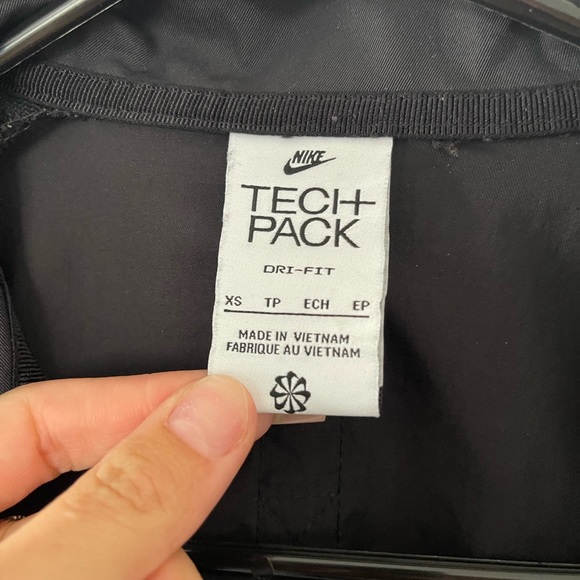 NIKE
TECH
PACK
DRI-FIT
XS TP ECH EP
MADE IN VIETNAM
FABRIQUE AU VIETNAM